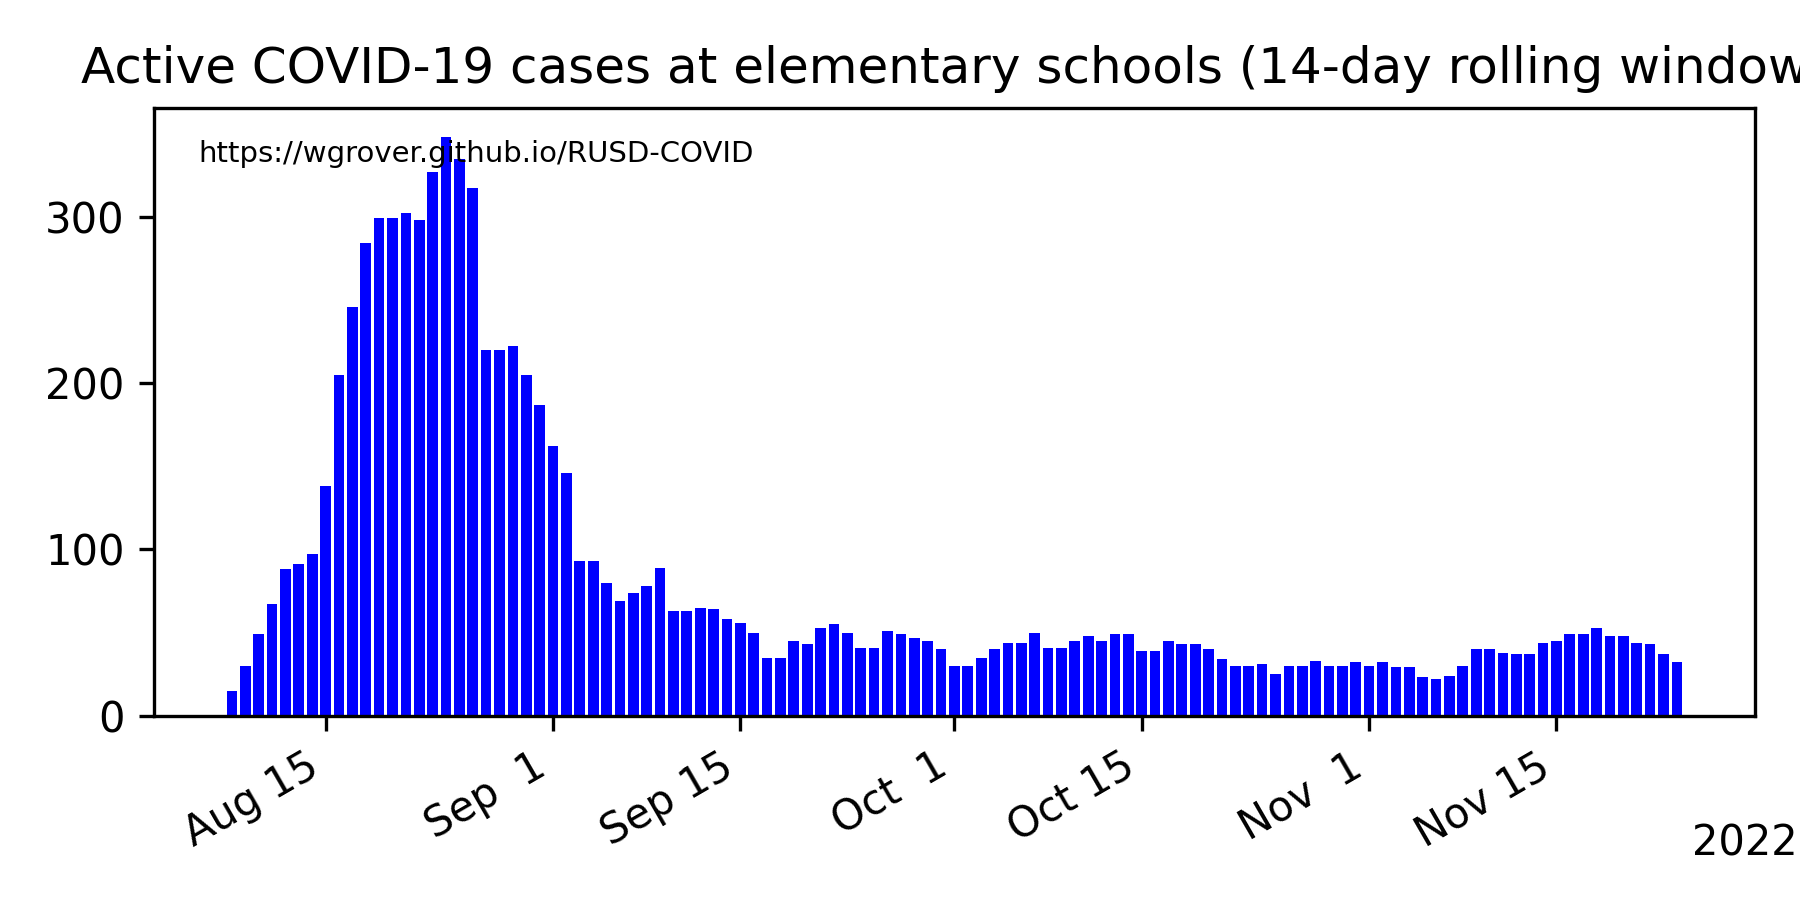 Active COVID-19 cases at elementary schools (14-day rolling window
https://wgrover.github.io/RUSD-COVID
300
200
100
0
Aug 15
Sep 1
Sep 15
Oct 1
Oct 15
Nov 1
Nov 15
2022